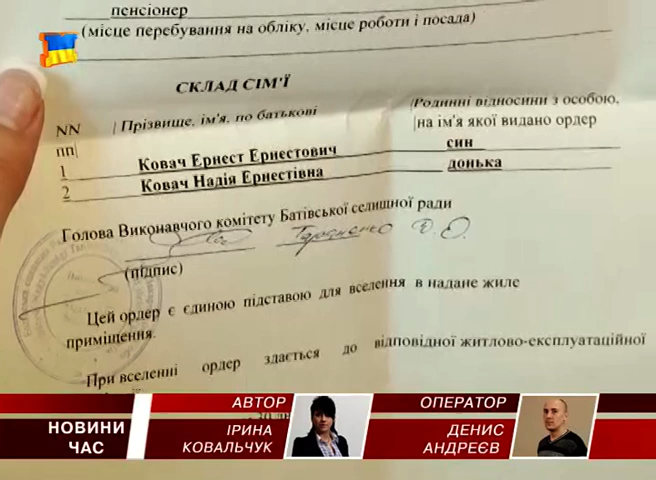 пенсіонер
(місце перебування на обліку, місце роботи і посада)
СКЛАД СІМ'Ї
NN
пп
Прізвище, ім'я, по батькові
Родинні відносини з особою,
на ім'я якої видано ордер
1 Ковач Ернест Ернестович син
2 Ковач Надія Ернестівна донька
Голова Виконавчого комітету Батівської селищної ради
(підпис)
Цей ордер є єдиною підставою для вселення в надане жиле
приміщення.
При вселенні ордер здається до відповідної житлово-експлуатаційної
НОВИНИ
ЧАС
АВТОР
ІРИНА
КОВАЛЬЧУК
ОПЕРАТОР
ДЕНИС
АНДРЕЄВ